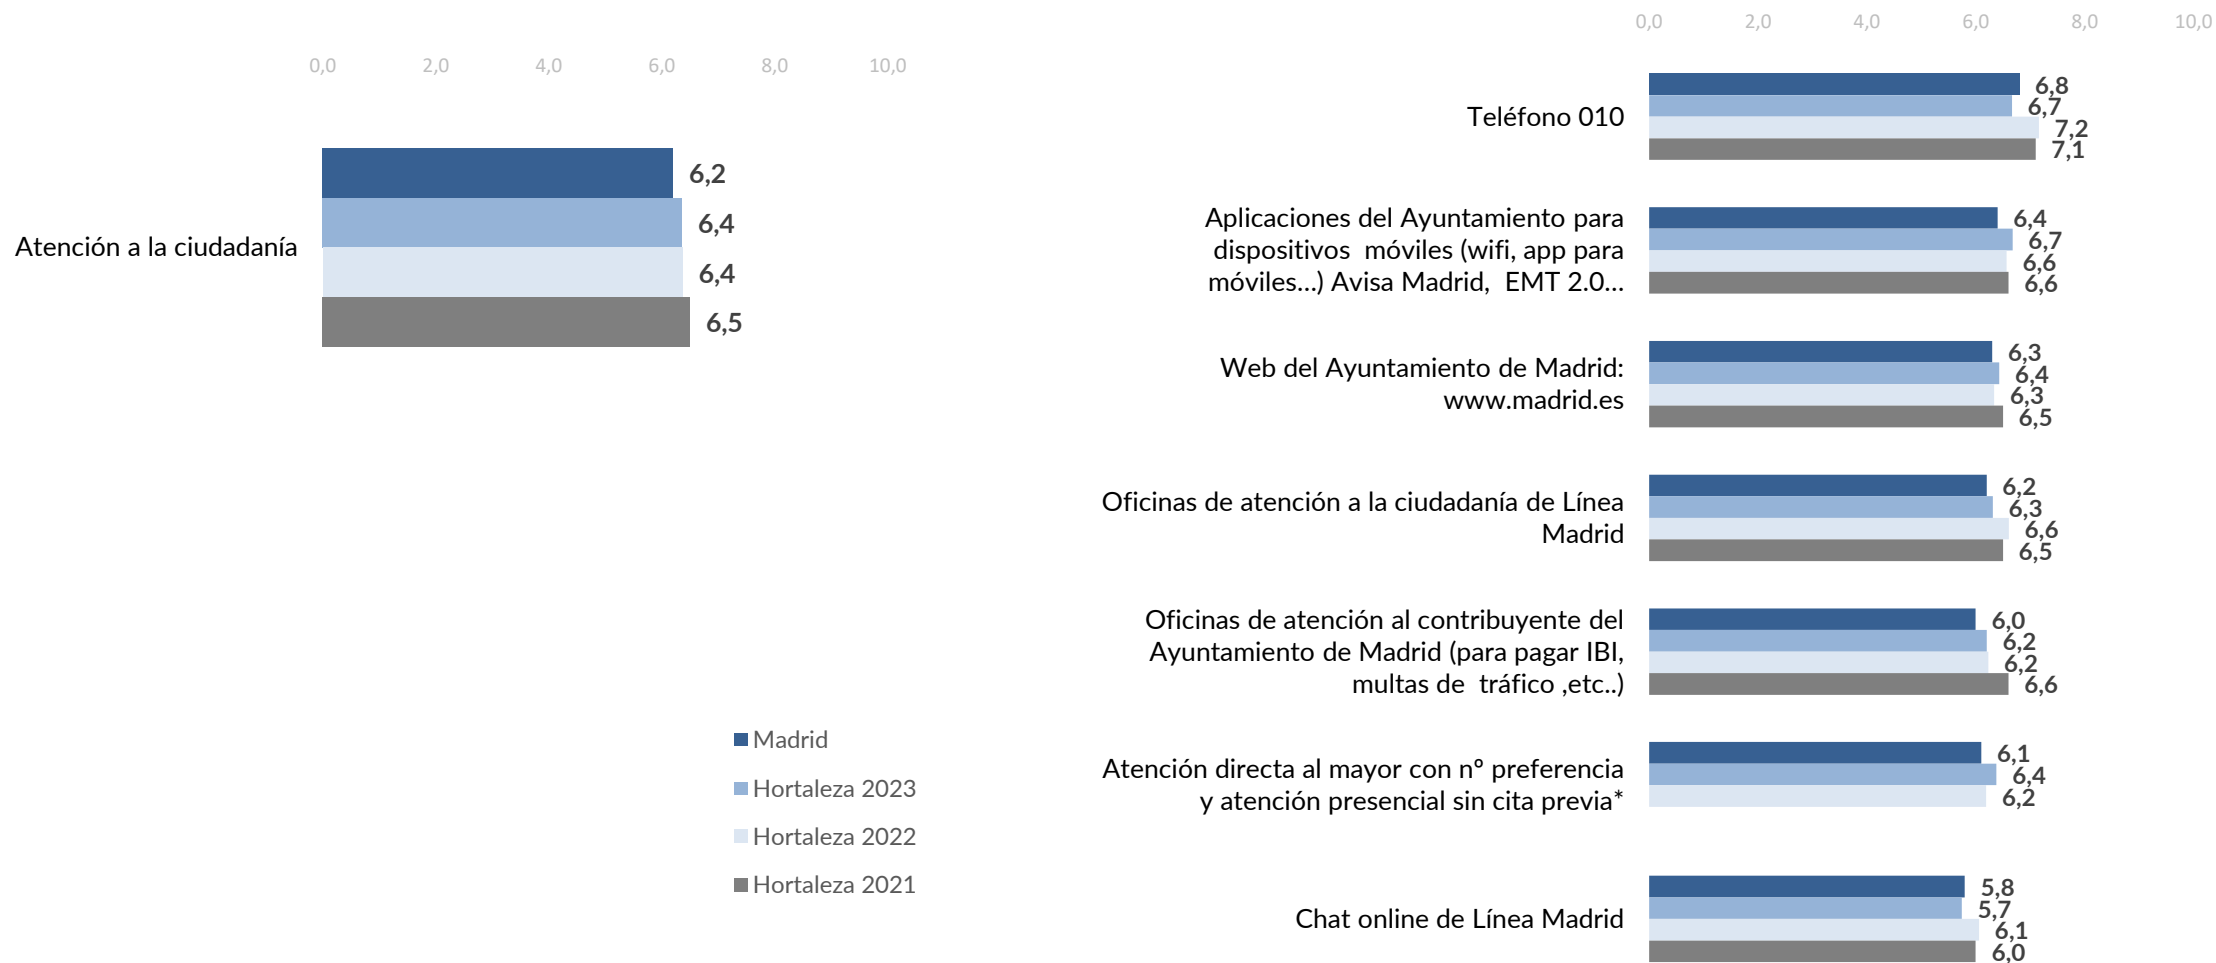 0,0 2,0 4,0 6,0 8,0 10,0
Atención a la ciudadanía
6,2
6,4
6,4
6,5
Madrid
Hortaleza 2023
Hortaleza 2022
Hortaleza 2021
0,0 2,0 4,0 6,0 8,0 10,0
Teléfono 010
6,8
6,7
7,2
7,1
Aplicaciones del Ayuntamiento para
dispositivos  móviles (wifi, app para
móviles...) Avisa Madrid,  EMT 2.0...
6,4
6,7
6,6
6,6
Web del Ayuntamiento de Madrid:
www.madrid.es
6,3
6,4
6,3
6,5
Oficinas de atención a la ciudadanía de Línea
Madrid
6,2
6,3
6,6
6,5
Oficinas de atención al contribuyente del
Ayuntamiento de Madrid (para pagar IBI,
multas de  tráfico ,etc..)
6,0
6,2
6,2
6,6
Atención directa al mayor con nº preferencia
y atención presencial sin cita previa*
6,1
6,4
6,2
Chat online de Línea Madrid
5,8
5,7
6,1
6,0